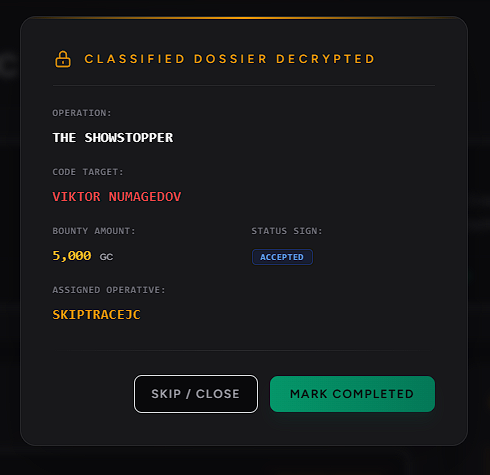 CLASSIFIED DOSSIER DECRYPTED
OPERATION:
THE SHOWSTOPPER
CODE TARGET:
VIKTOR NUMAGEDOV
BOUNTY AMOUNT:
5,000 GC
STATUS SIGN:
ACCEPTED
ASSIGNED OPERATIVE:
SKIPTRACEJC
SKIP / CLOSE
MARK COMPLETED